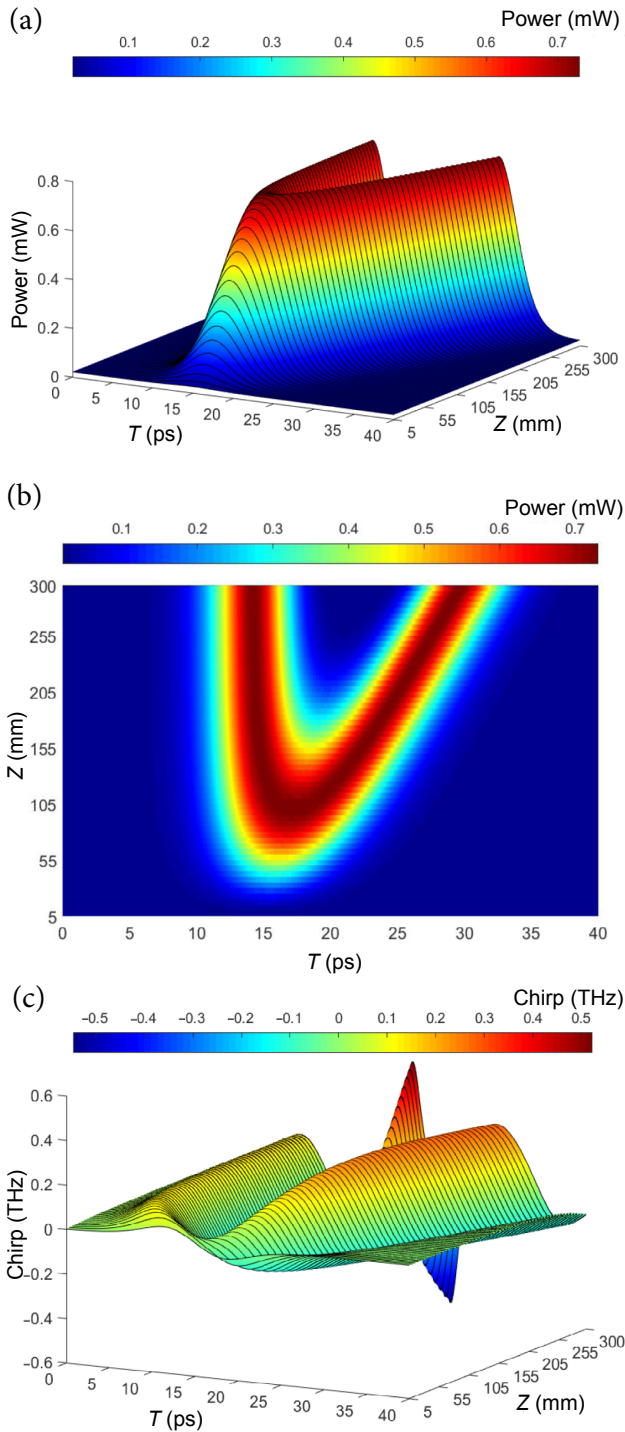 (a)
Power (mW)
0.1 0.2 0.3 0.4 0.5 0.6 0.7
0.8
0.6
0.4
0.2
0
Power (mW)
0 5 10 15 20 25 30 35 40
T (ps)
5 55 105 155 205 255 300
Z (mm)
(b)
Power (mW)
0.1 0.2 0.3 0.4 0.5 0.6 0.7
300
255
205
155
105
55
5
Z (mm)
0 5 10 15 20 25 30 35 40
T (ps)
(c)
Chirp (THz)
−0.5 −0.4 −0.3 −0.2 −0.1 0 0.1 0.2 0.3 0.4 0.5
0.6
0.4
0.2
0
−0.2
−0.4
−0.6
Chirp (THz)
0 5 10 15 20 25 30 35 40
T (ps)
5 55 105 155 205 255 300
Z (mm)